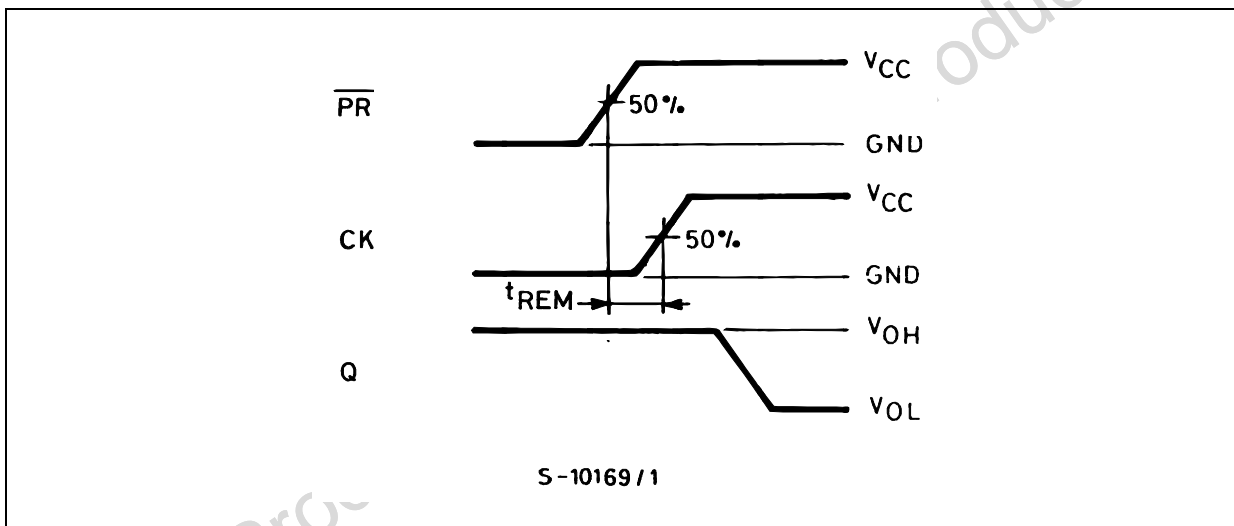 VCC
PR
50%
GND
VCC
CK
50%
GND
tREM
VOH
Q
VOL
S-10169/1